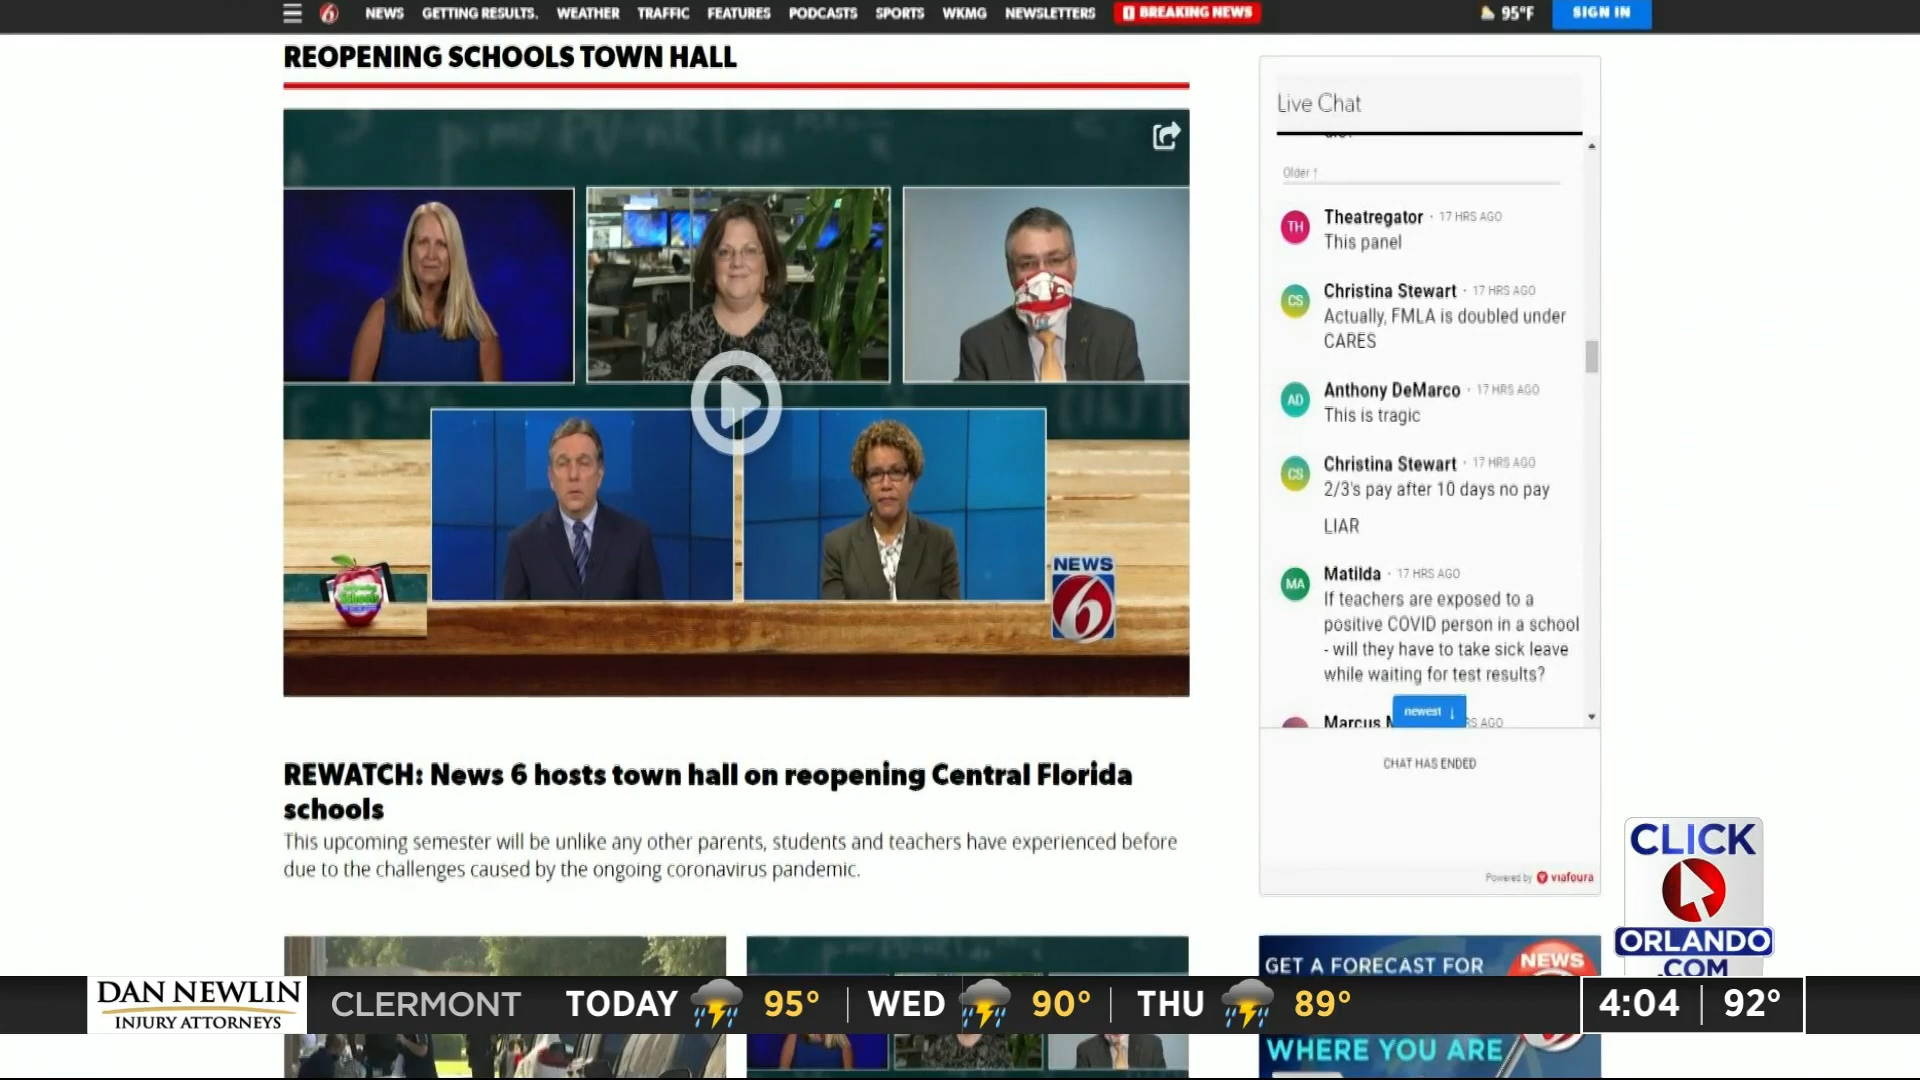 NEWS GETTING RESULTS. WEATHER TRAFFIC FEATURES PODCASTS SPORTS WKMG NEWSLETTERS BREAKING NEWS 95°F SIGN IN
REOPENING SCHOOLS TOWN HALL
NEWS
6
REWATCH: News 6 hosts town hall on reopening Central Florida
schools
This upcoming semester will be unlike any other parents, students and teachers have experienced before
due to the challenges caused by the ongoing coronavirus pandemic.
Live Chat
Older ↑
TH
Theatregator · 17 HRS AGO
This panel
CS
Christina Stewart · 17 HRS AGO
Actually, FMLA is doubled under
CARES
AD
Anthony DeMarco · 17 HRS AGO
This is tragic
CS
Christina Stewart · 17 HRS AGO
2/3's pay after 10 days no pay
LIAR
MA
Matilda · 17 HRS AGO
If teachers are exposed to a
positive COVID person in a school
- will they have to take sick leave
while waiting for test results?
Marcus
newest ↓
RS AGO
CHAT HAS ENDED
Powered by viafoura
CLICK
ORLANDO
.COM
GET A FORECAST FOR
NEWS
WHERE YOU ARE
DAN NEWLIN
INJURY ATTORNEYS
CLERMONT TODAY 95° WED 90° THU 89°
4:04 92°